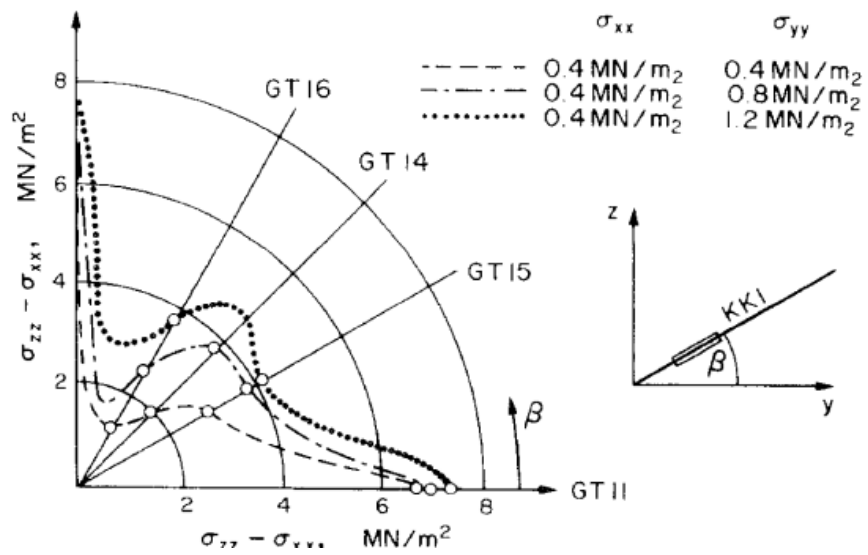 σxx σyy
0.4 MN/m2 0.4 MN/m2
0.4 MN/m2 0.8 MN/m2
0.4 MN/m2 1.2 MN/m2
8
GT16
6
GT14
σzz − σxx, MN/m²
4
GT15
2
z
KK1
β
y
β
2 4 6 8
GT11
σzz − σxx, MN/m²